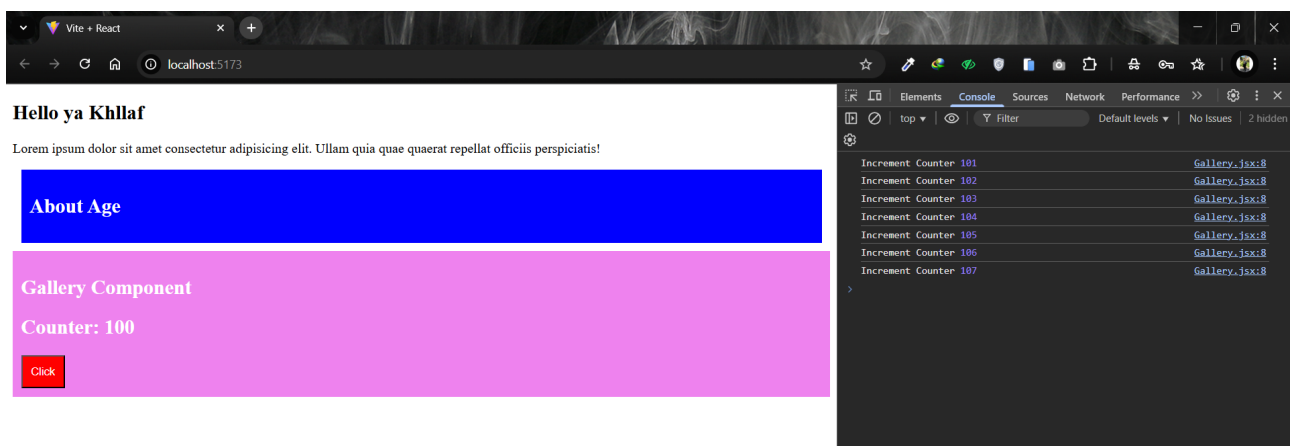 Vite + React
localhost:5173
Hello ya Khllaf
Lorem ipsum dolor sit amet consectetur adipisicing elit. Ullam quia quae quaerat repellat officiis perspiciatis!
About Age
Gallery Component
Counter: 100
Click
Elements Console Sources Network Performance
top Filter Default levels No Issues 2 hidden
Increment Counter 101 Gallery.jsx:8
Increment Counter 102 Gallery.jsx:8
Increment Counter 103 Gallery.jsx:8
Increment Counter 104 Gallery.jsx:8
Increment Counter 105 Gallery.jsx:8
Increment Counter 106 Gallery.jsx:8
Increment Counter 107 Gallery.jsx:8